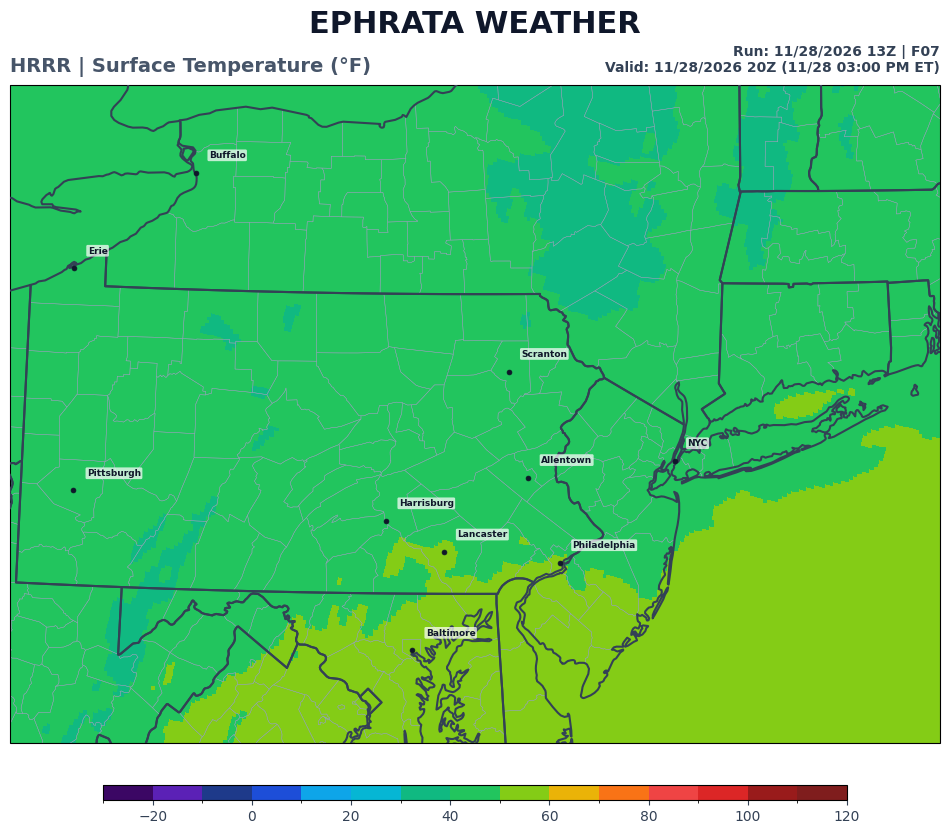 EPHRATA WEATHER
HRRR | Surface Temperature (°F)
Run: 11/28/2026 13Z | F07
Valid: 11/28/2026 20Z (11/28 03:00 PM ET)
Buffalo
Erie
Scranton
NYC
Allentown
Pittsburgh
Harrisburg
Lancaster
Philadelphia
Baltimore
−20 0 20 40 60 80 100 120